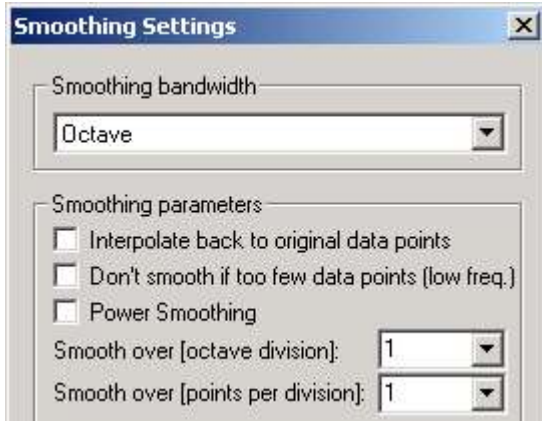 Smoothing Settings
Smoothing bandwidth
Octave
Smoothing parameters
Interpolate back to original data points
Don't smooth if too few data points (low freq.)
Power Smoothing
Smooth over [octave division]: 1
Smooth over [points per division]: 1